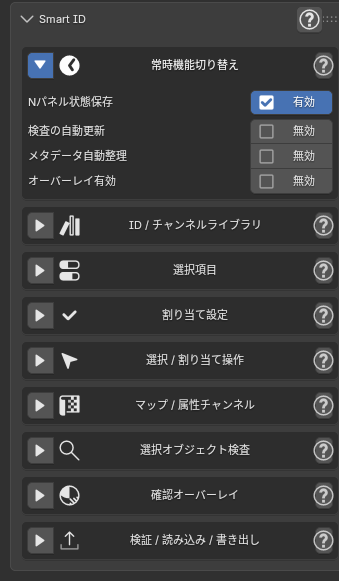 Smart ID
常時機能切り替え
Nパネル状態保存 有効
検査の自動更新 無効
メタデータ自動整理 無効
オーバーレイ有効 無効
ID / チャンネルライブラリ
選択項目
割り当て設定
選択 / 割り当て操作
マップ / 属性チャンネル
選択オブジェクト検査
確認オーバーレイ
検証 / 読み込み / 書き出し